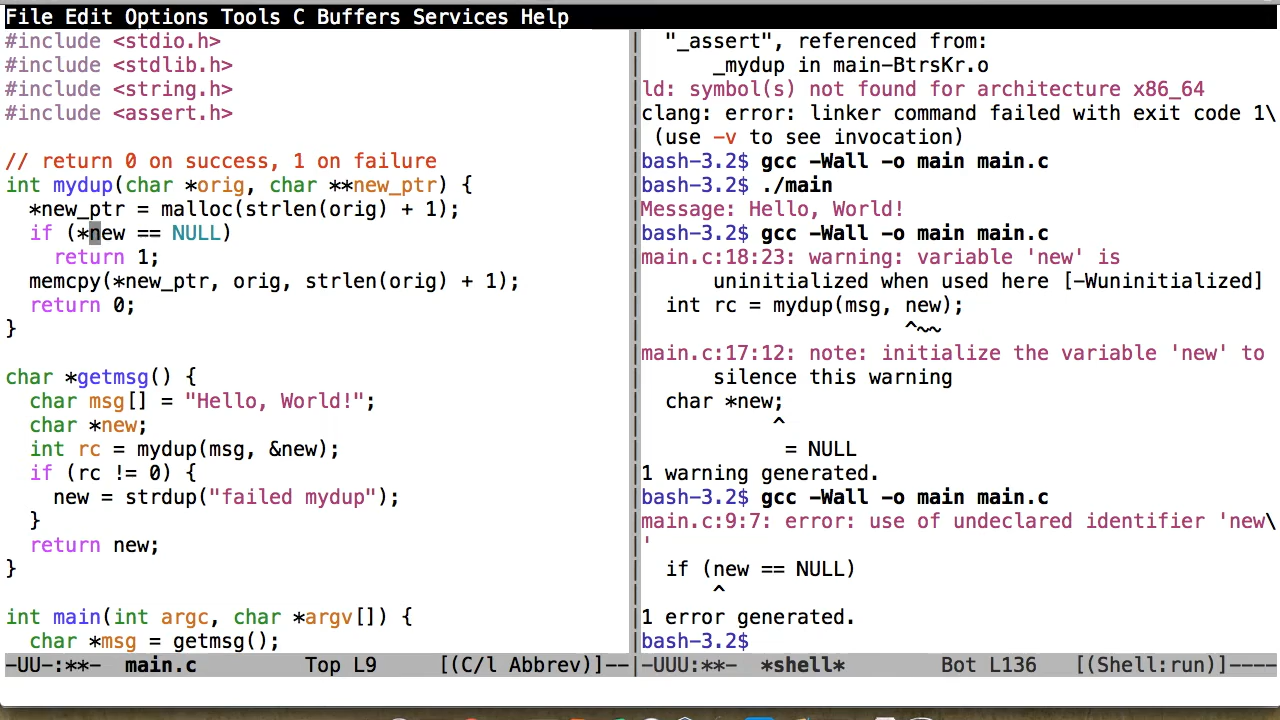 File Edit Options Tools C Buffers Services Help
#include <stdio.h>
#include <stdlib.h>
#include <string.h>
#include <assert.h>
// return 0 on success, 1 on failure
int mydup(char *orig, char **new_ptr) {
  *new_ptr = malloc(strlen(orig) + 1);
  if (*new == NULL)
    return 1;
  memcpy(*new_ptr, orig, strlen(orig) + 1);
  return 0;
}
char *getmsg() {
  char msg[] = "Hello, World!";
  char *new;
  int rc = mydup(msg, &new);
  if (rc != 0) {
    new = strdup("failed mydup");
  }
  return new;
}
int main(int argc, char *argv[]) {
  char *msg = getmsg();
-UU-:**-  main.c         Top L9     [(C/l Abbrev)]--
  "_assert", referenced from:
      _mydup in main-BtrsKr.o
ld: symbol(s) not found for architecture x86_64
clang: error: linker command failed with exit code 1\
 (use -v to see invocation)
bash-3.2$ gcc -Wall -o main main.c
bash-3.2$ ./main
Message: Hello, World!
bash-3.2$ gcc -Wall -o main main.c
main.c:18:23: warning: variable 'new' is
      uninitialized when used here [-Wuninitialized]
  int rc = mydup(msg, new);
                      ^~~
main.c:17:12: note: initialize the variable 'new' to
      silence this warning
  char *new;
           ^
            = NULL
1 warning generated.
bash-3.2$ gcc -Wall -o main main.c
main.c:9:7: error: use of undeclared identifier 'new\
'
  if (new == NULL)
      ^
1 error generated.
bash-3.2$
-UUU:**-  *shell*        Bot L136   [(Shell:run)]----